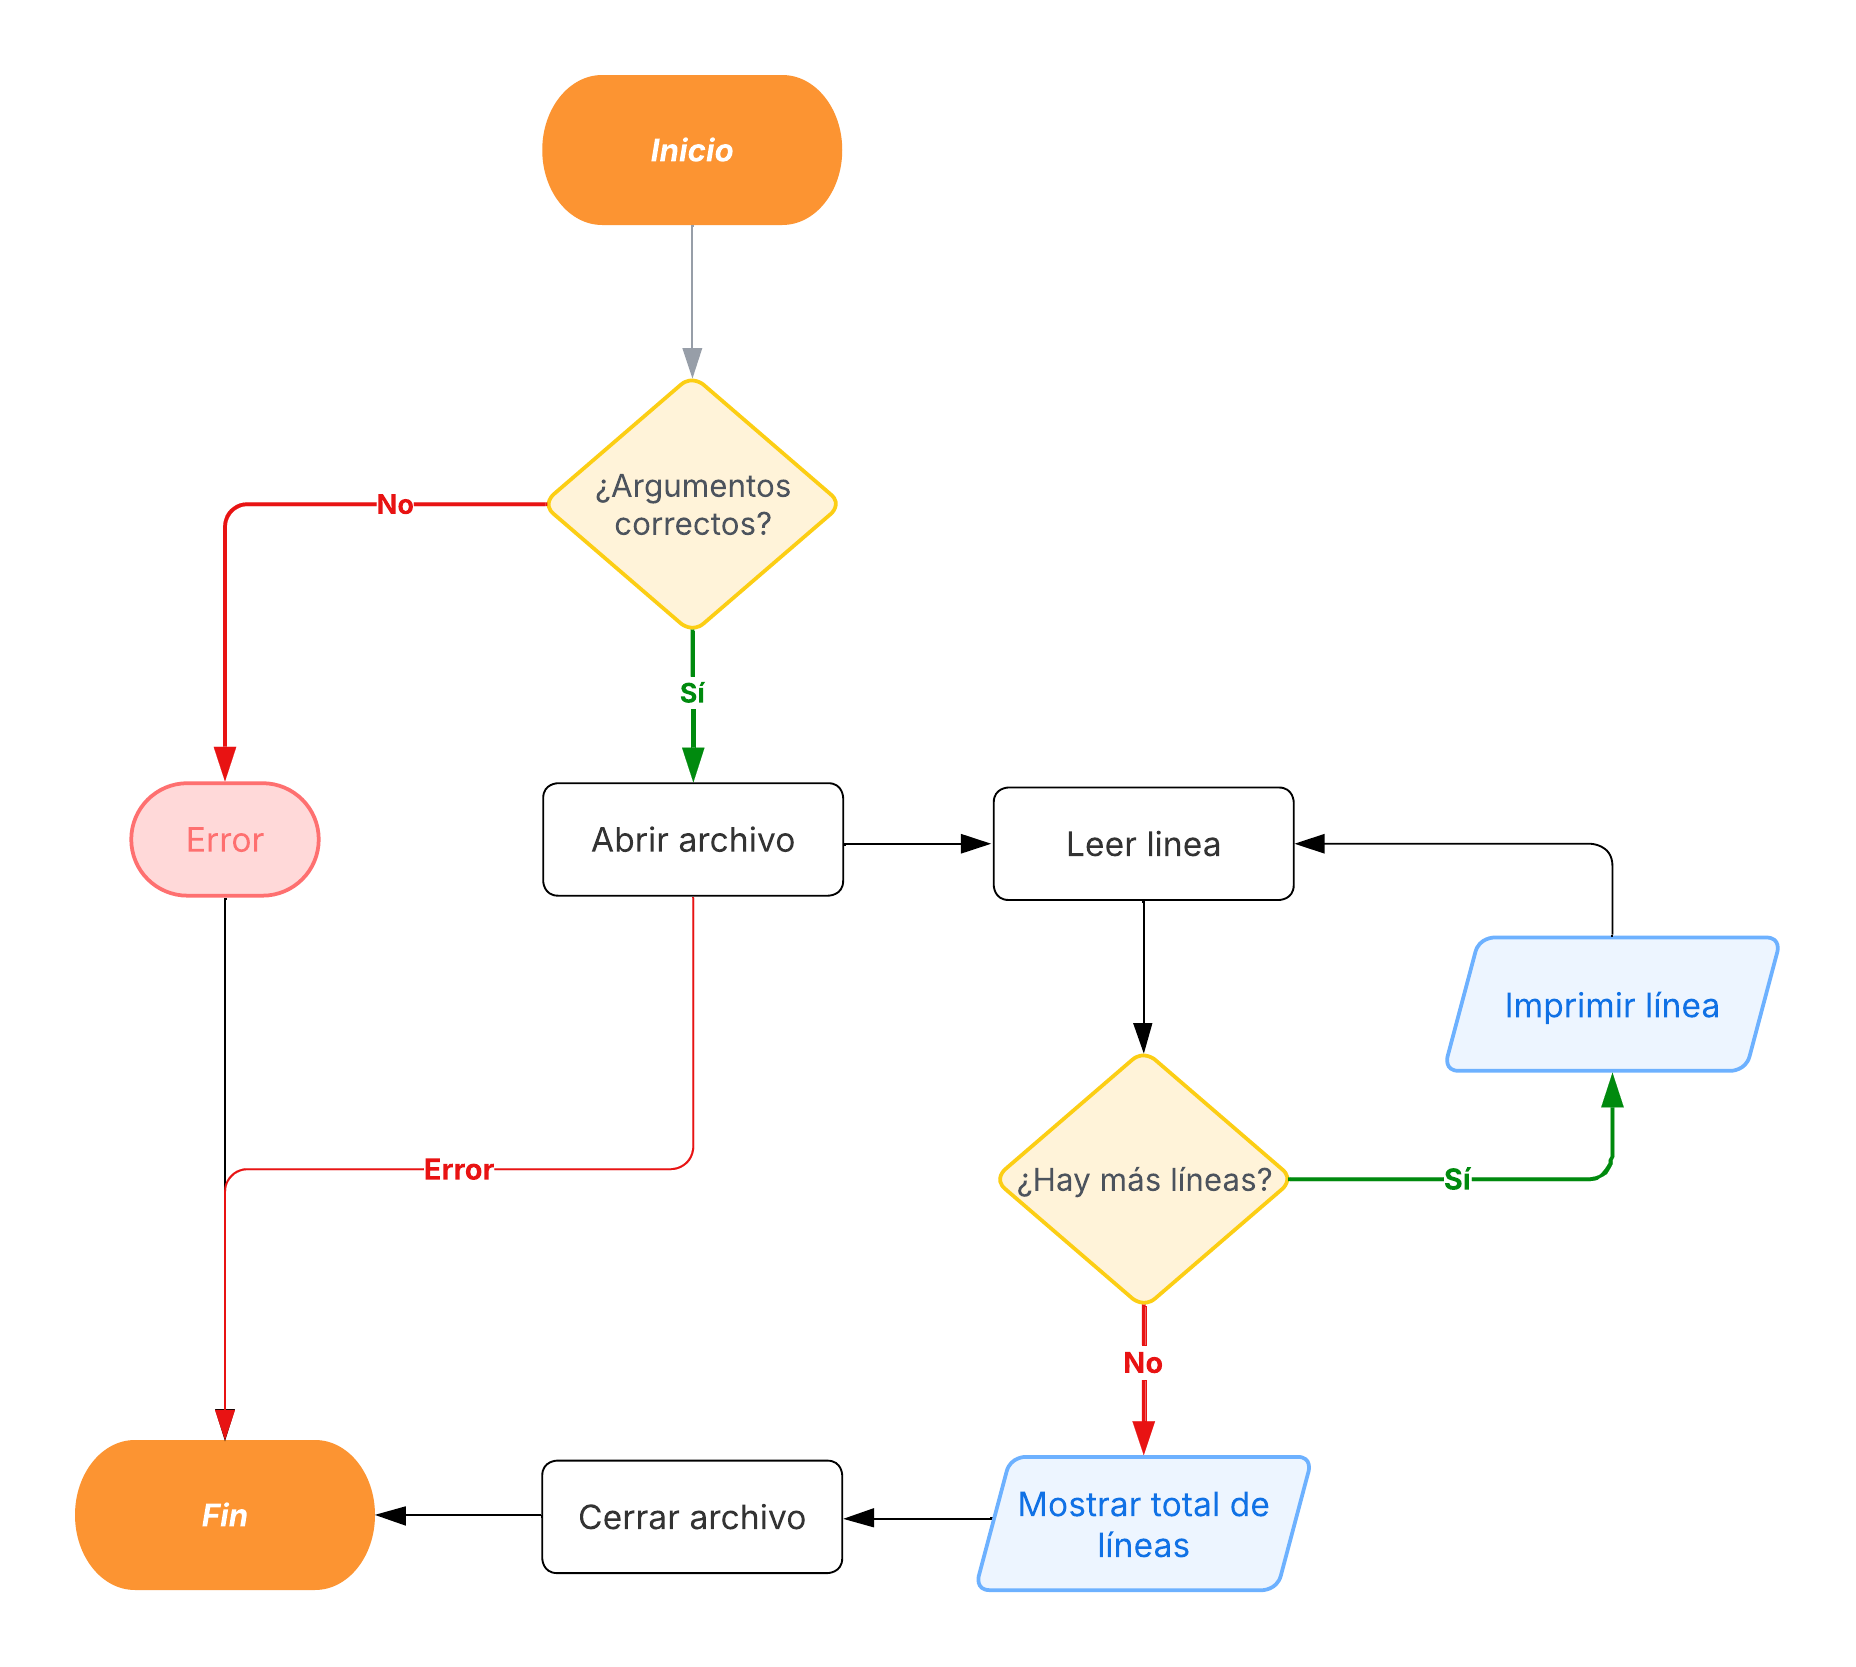 Inicio
¿Argumentos
correctos?
No
Sí
Error
Abrir archivo
Leer linea
Imprimir línea
Error
¿Hay más líneas?
Sí
No
Fin
Cerrar archivo
Mostrar total de
líneas